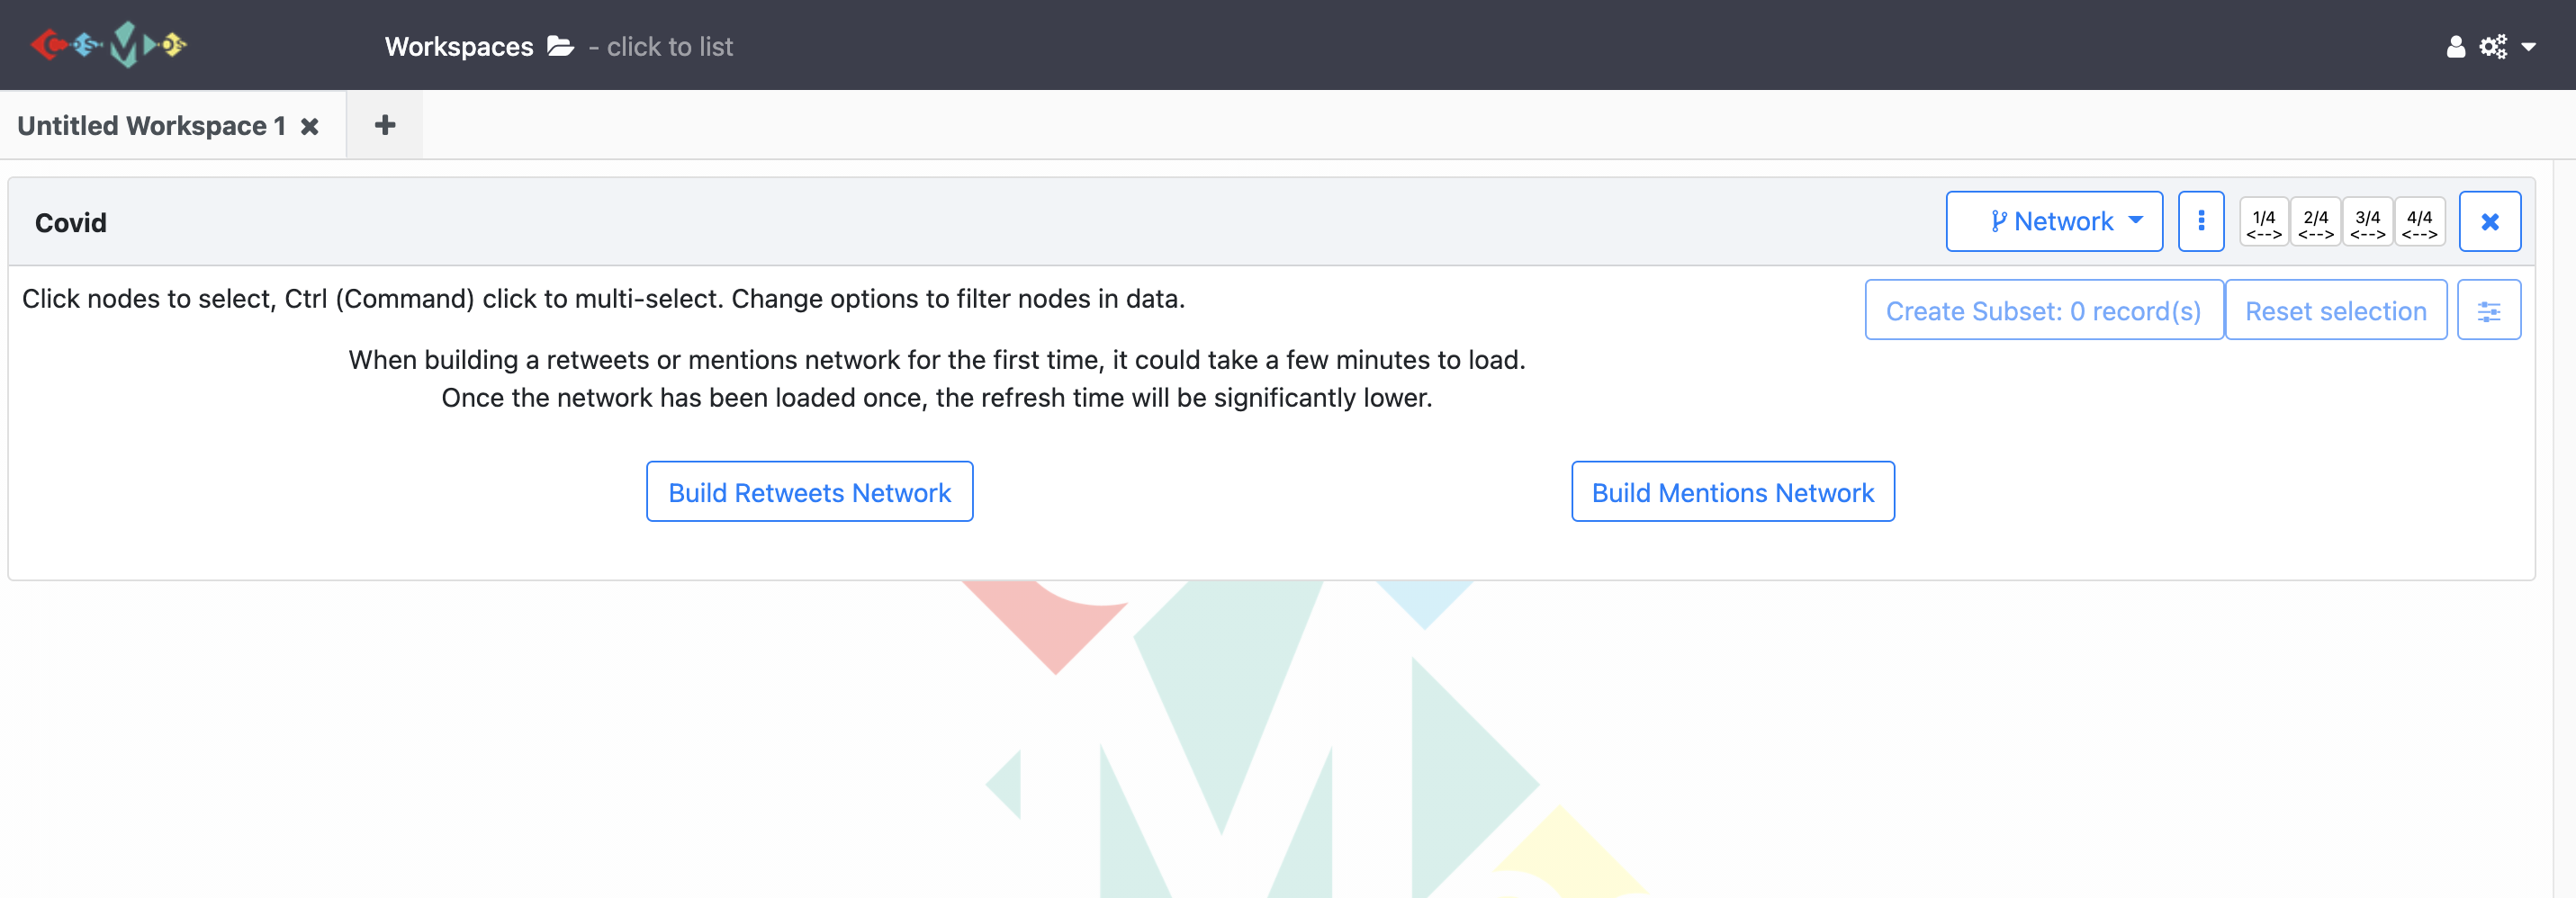 Workspaces - click to list
Untitled Workspace 1
Covid
Network
1/4 2/4 3/4 4/4
<--> <--> <--> <-->
Click nodes to select, Ctrl (Command) click to multi-select. Change options to filter nodes in data.
Create Subset: 0 record(s) Reset selection
When building a retweets or mentions network for the first time, it could take a few minutes to load.
Once the network has been loaded once, the refresh time will be significantly lower.
Build Retweets Network Build Mentions Network